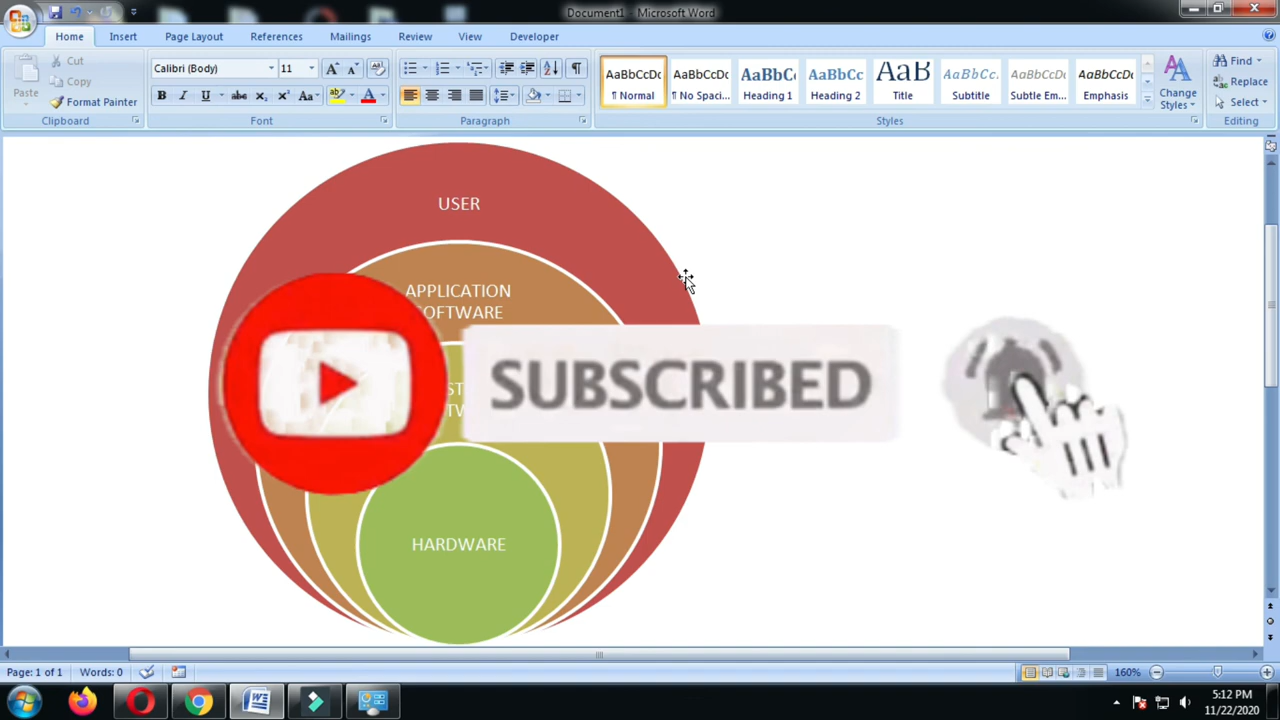 Document1 - Microsoft Word
Home Insert Page Layout References Mailings Review View Developer
Cut
Copy
Paste
Format Painter
Clipboard
Calibri (Body) 11
Font
Paragraph
AaBbCcDc AaBbCcDc AaBbCc AaBbCc AaB AaBbCc. AaBbCcDc AaBbCcDc
¶ Normal ¶ No Spaci... Heading 1 Heading 2 Title Subtitle Subtle Em... Emphasis
Change
Styles
Styles
Find
Replace
Select
Editing
USER
APPLICATION
SUBSCRIBED
HARDWARE
Page: 1 of 1 Words: 0 160%
5:12 PM
11/22/2020